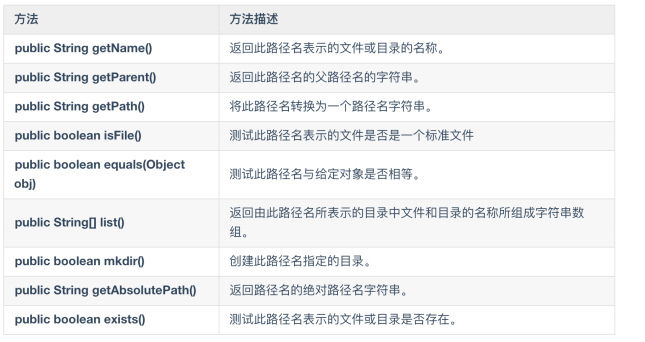 方法 方法描述
public String getName() 返回此路径名表示的文件或目录的名称。
public String getParent() 返回此路径名的父路径名的字符串。
public String getPath() 将此路径名转换为一个路径名字符串。
public boolean isFile() 测试此路径名表示的文件是否是一个标准文件
public boolean equals(Object
obj)
测试此路径名与给定对象是否相等。
public String[] list()
返回由此路径名所表示的目录中文件和目录的名称所组成字符串数
组。
public boolean mkdir() 创建此路径名指定的目录。
public String getAbsolutePath() 返回路径名的绝对路径名字符串。
public boolean exists() 测试此路径名表示的文件或目录是否存在。